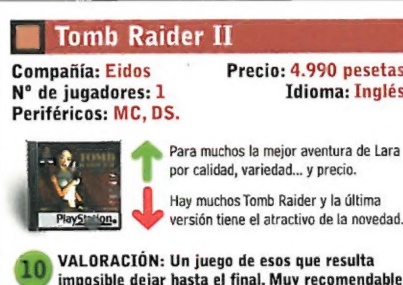 Tomb Raider II
Compañía: Eidos
Precio: 4.990 pesetas
Nº de jugadores: 1
Idioma: Inglés
Periféricos: MC, DS.
Para muchos la mejor aventura de Lara
por calidad, variedad... y precio.
TOMB
PlayStation
Hay muchos Tomb Raider y la última
versión tiene el atractivo de la novedad.
10 VALORACIÓN: Un juego de esos que resulta
imposible dejar hasta el final. Muy recomendable